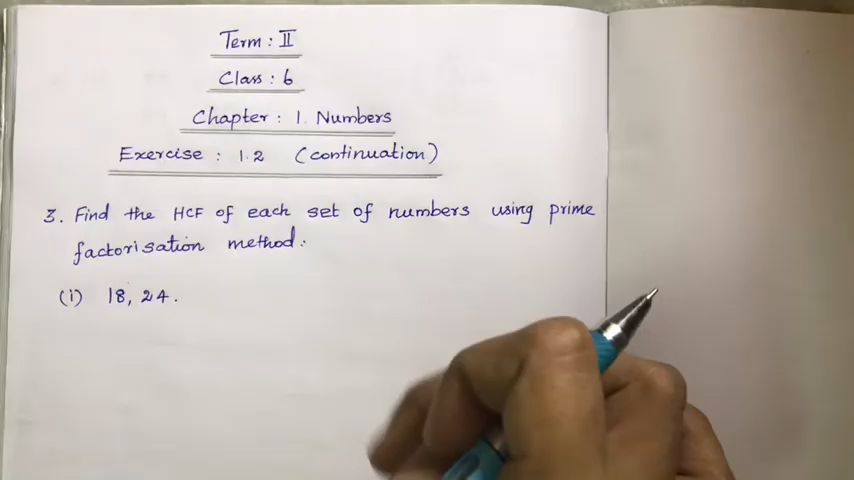 Term : II
Class : 6
Chapter : 1. Numbers
Exercise : 1.2 (continuation)
3. Find the HCF of each set of numbers using prime
factorisation method.
(i) 18, 24.